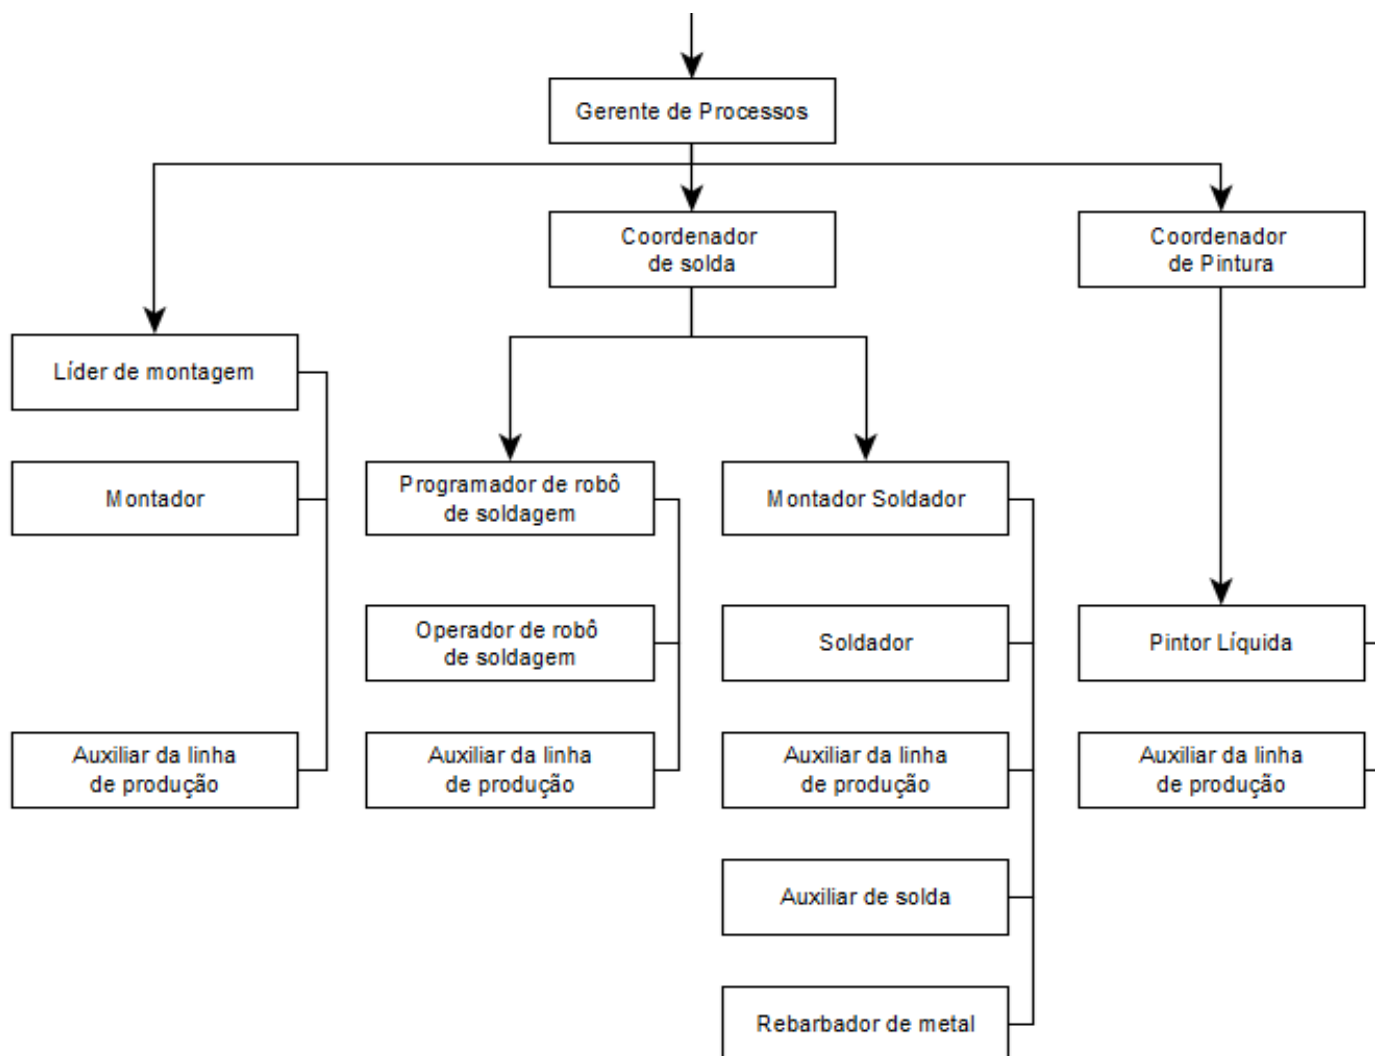 Gerente de Processos
Coordenador
de solda
Coordenador
de Pintura
Líder de montagem
Montador
Programador de robô
de soldagem
Montador Soldador
Operador de robô
de soldagem
Soldador
Pintor Líquida
Auxiliar da linha
de produção
Auxiliar da linha
de produção
Auxiliar da linha
de produção
Auxiliar da linha
de produção
Auxiliar de solda
Rebarbador de metal